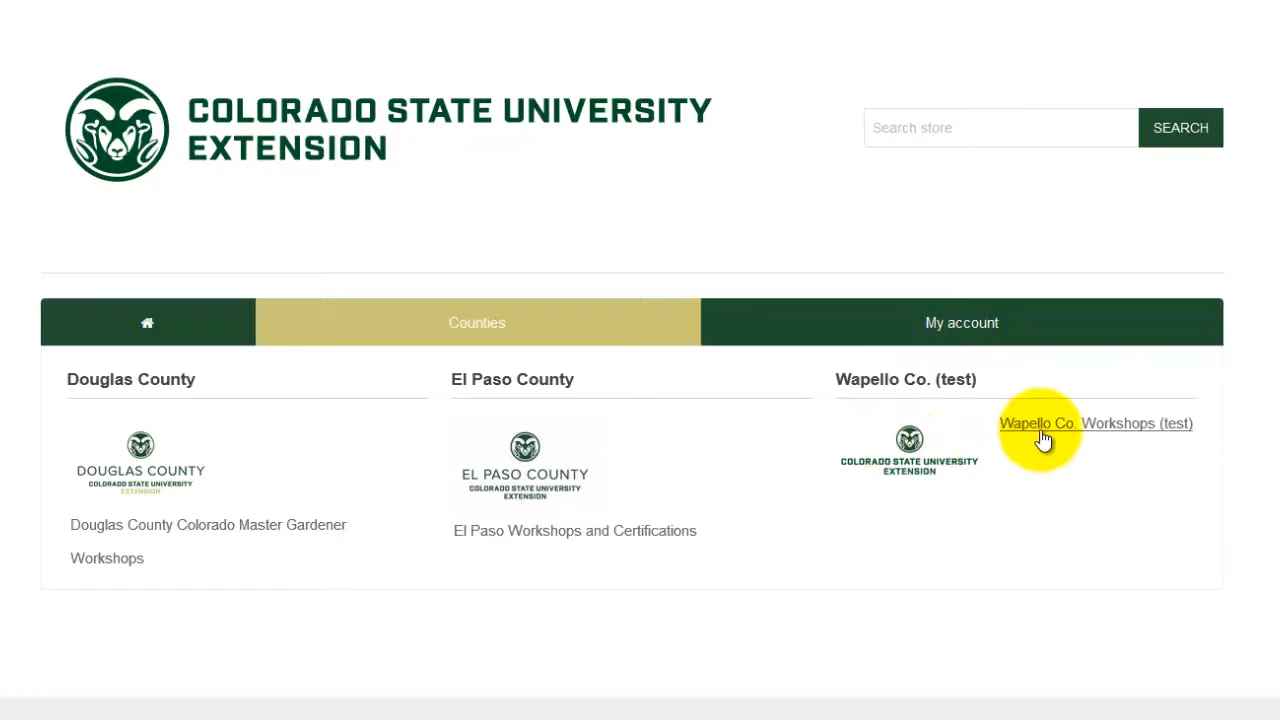 COLORADO STATE UNIVERSITY
EXTENSION
Search store
SEARCH
Counties
My account
Douglas County
El Paso County
Wapello Co. (test)
DOUGLAS COUNTY
COLORADO STATE UNIVERSITY
EXTENSION
Douglas County Colorado Master Gardener
Workshops
EL PASO COUNTY
COLORADO STATE UNIVERSITY
EXTENSION
El Paso Workshops and Certifications
COLORADO STATE UNIVERSITY
EXTENSION
Wapello Co. Workshops (test)